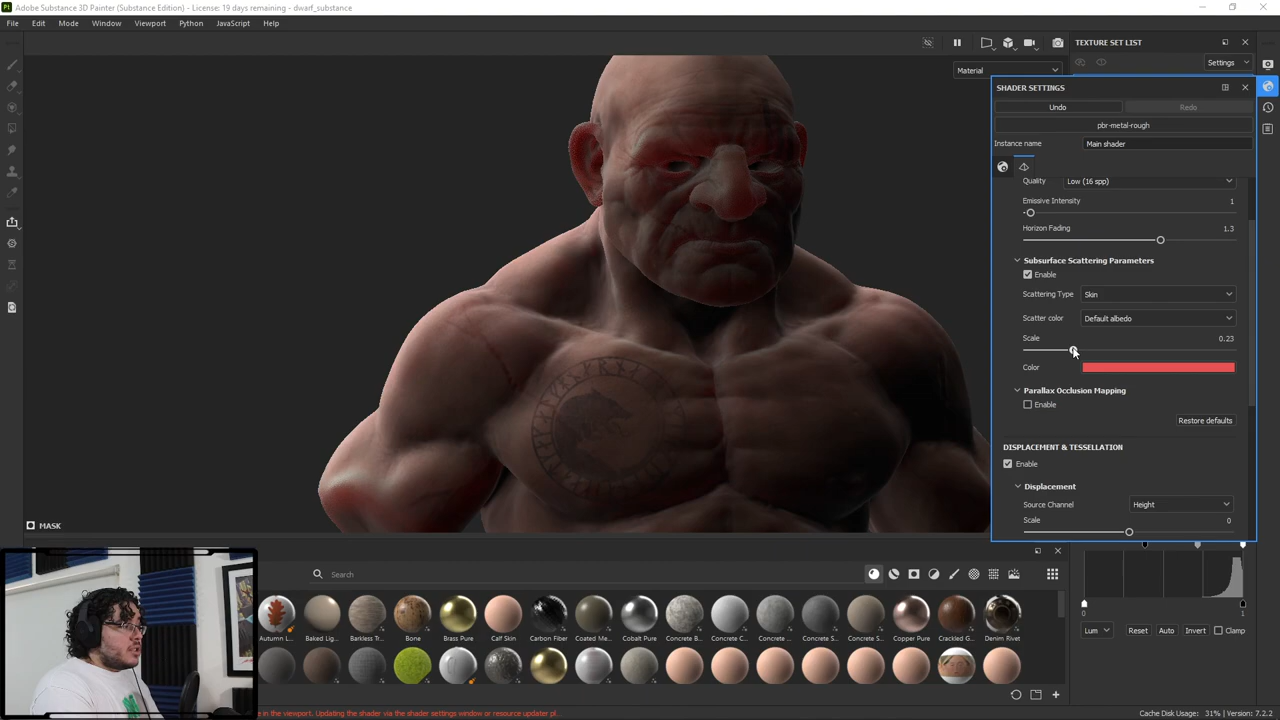 Adobe Substance 3D Painter (Substance Edition) - License: 19 days remaining - dwarf_substance
File Edit Mode Window Viewport Python JavaScript Help
TEXTURE SET LIST
Settings
Material
SHADER SETTINGS
Undo Redo
pbr-metal-rough
Instance name Main shader
Quality Low (16 spp)
Emissive Intensity 1
Horizon Fading 1.3
Subsurface Scattering Parameters
Enable
Scattering Type Skin
Scatter color Default albedo
Scale 0.23
Color
Parallax Occlusion Mapping
Enable
Restore defaults
DISPLACEMENT & TESSELLATION
Enable
Displacement
Source Channel Height
Scale 0
MASK
Search
Autumn L... Baked Lig... Barkless Tr... Bone Brass Pure Calf Skin Carbon Fiber Coated Me... Cobalt Pure Concrete B... Concrete C... Concrete ... Concrete S... Concrete S... Copper Pure Crackled G... Denim Rivet
0 1
Lum Reset Auto Invert Clamp
e in the viewport. Updating the shader via the shader settings window or resource updater pl...
Cache Disk Usage: 31% | Version: 7.2.2